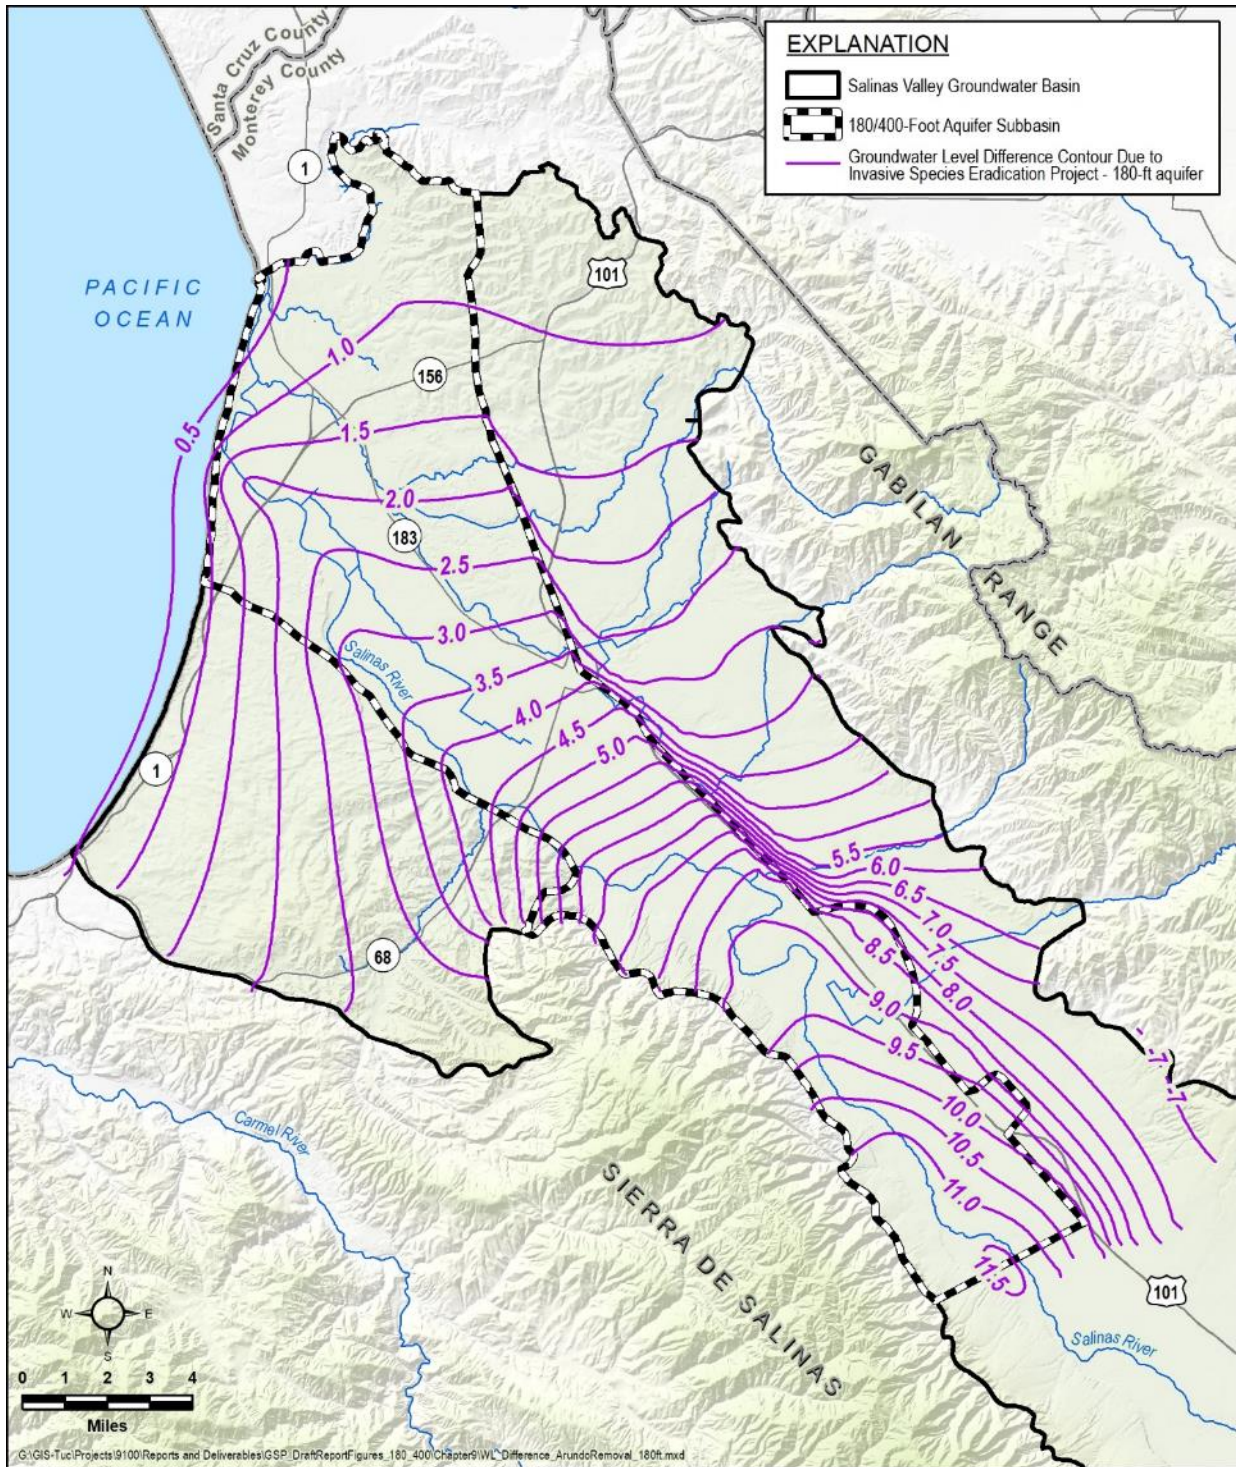 EXPLANATION
Salinas Valley Groundwater Basin
180/400-Foot Aquifer Subbasin
Groundwater Level Difference Contour Due to
Invasive Species Eradication Project - 180-ft aquifer
Santa Cruz County
Monterey County
1
101
PACIFIC
OCEAN
1.0
156
0.5
1.5
GABILAN
RANGE
2.0
183
2.5
3.0
Salinas River
3.5
4.0
4.5
5.0
1
5.5
6.0
6.5
7.0
68
8.5
7.5
8.0
9.0
9.5
10.0
10.5
11.0
11.5
Carmel River
SIERRA DE SALINAS
101
Salinas River
N
W E
S
0 1 2 3 4
Miles
G:\GIS-Tuc\Projects\9100\Reports and Deliverables\GSP_DraftReportFigures_180_400\Chapter9\WL_Difference_ArundoRemoval_180ft.mxd